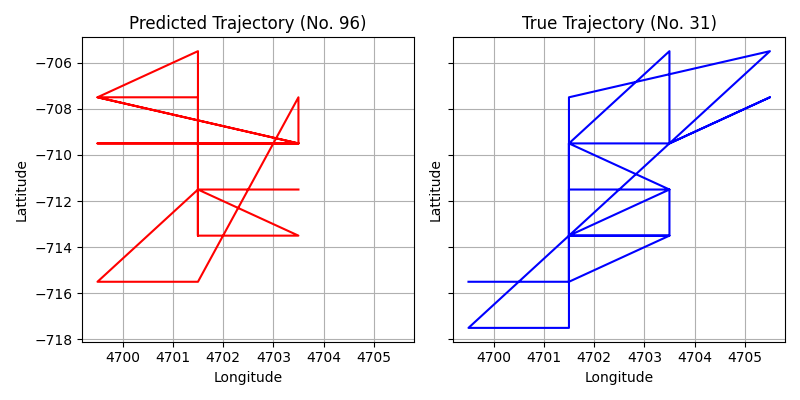 Predicted Trajectory (No. 96)
True Trajectory (No. 31)
−706
−708
−710
−712
−714
−716
−718
Lattitude
Lattitude
4700 4701 4702 4703 4704 4705
4700 4701 4702 4703 4704 4705
Longitude
Longitude